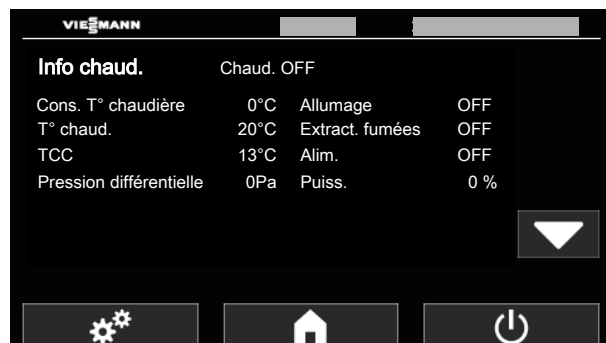 VIESMANN
Info chaud. Chaud. OFF
Cons. T° chaudière 0°C Allumage OFF
T° chaud. 20°C Extract. fumées OFF
TCC 13°C Alim. OFF
Pression différentielle 0Pa Puiss. 0 %